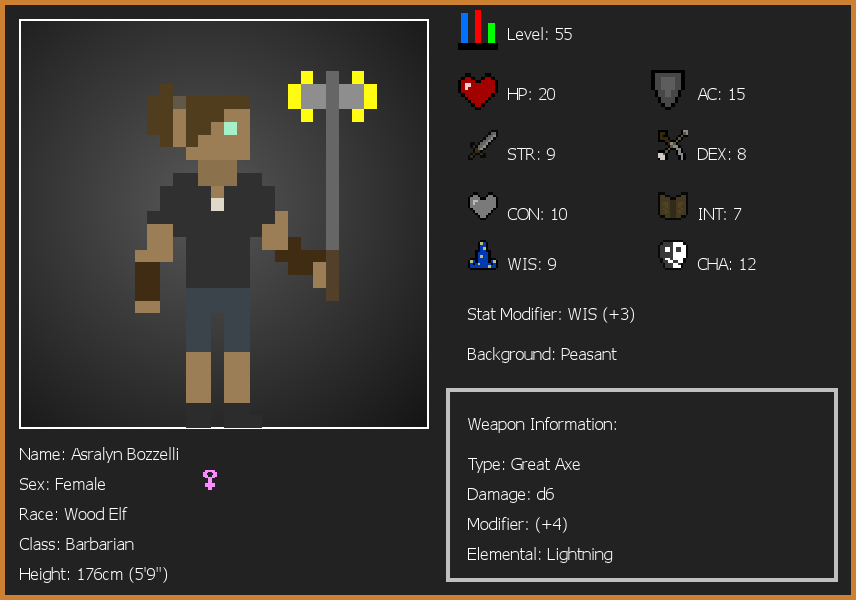 Level: 55
HP: 20
AC: 15
STR: 9
DEX: 8
CON: 10
INT: 7
WIS: 9
CHA: 12
Stat Modifier: WIS (+3)
Background: Peasant
Weapon Information:
Type: Great Axe
Damage: d6
Modifier: (+4)
Elemental: Lightning
Name: Asralyn Bozzelli
Sex: Female
Race: Wood Elf
Class: Barbarian
Height: 176cm (5'9")